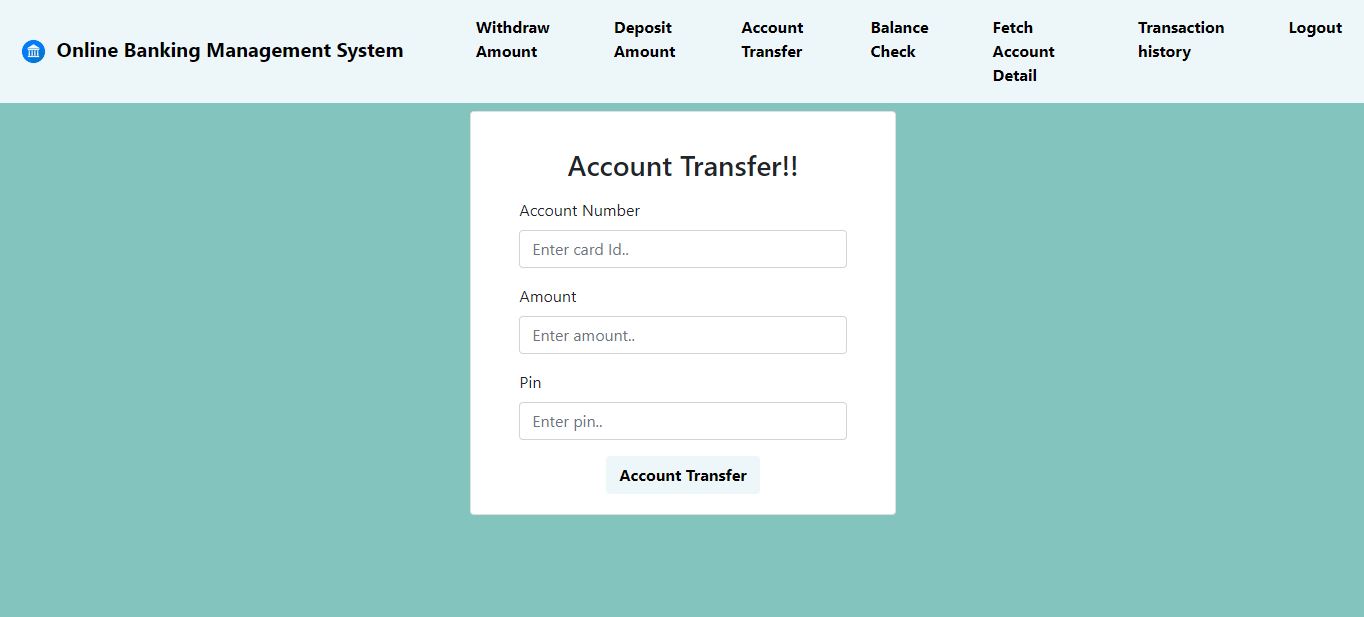 Online Banking Management System
Withdraw
Amount
Deposit
Amount
Account
Transfer
Balance
Check
Fetch
Account
Detail
Transaction
history
Logout
Account Transfer!!
Account Number
Enter card Id..
Amount
Enter amount..
Pin
Enter pin..
Account Transfer